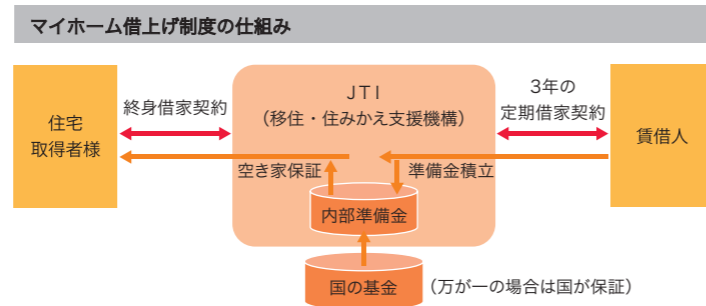 マイホーム借上げ制度の仕組み
住宅
取得者様
終身借家契約
JTI
（移住・住みかえ支援機構）
3年の
定期借家契約
賃借人
空き家保証
準備金積立
内部準備金
国の基金
（万が一の場合は国が保証）